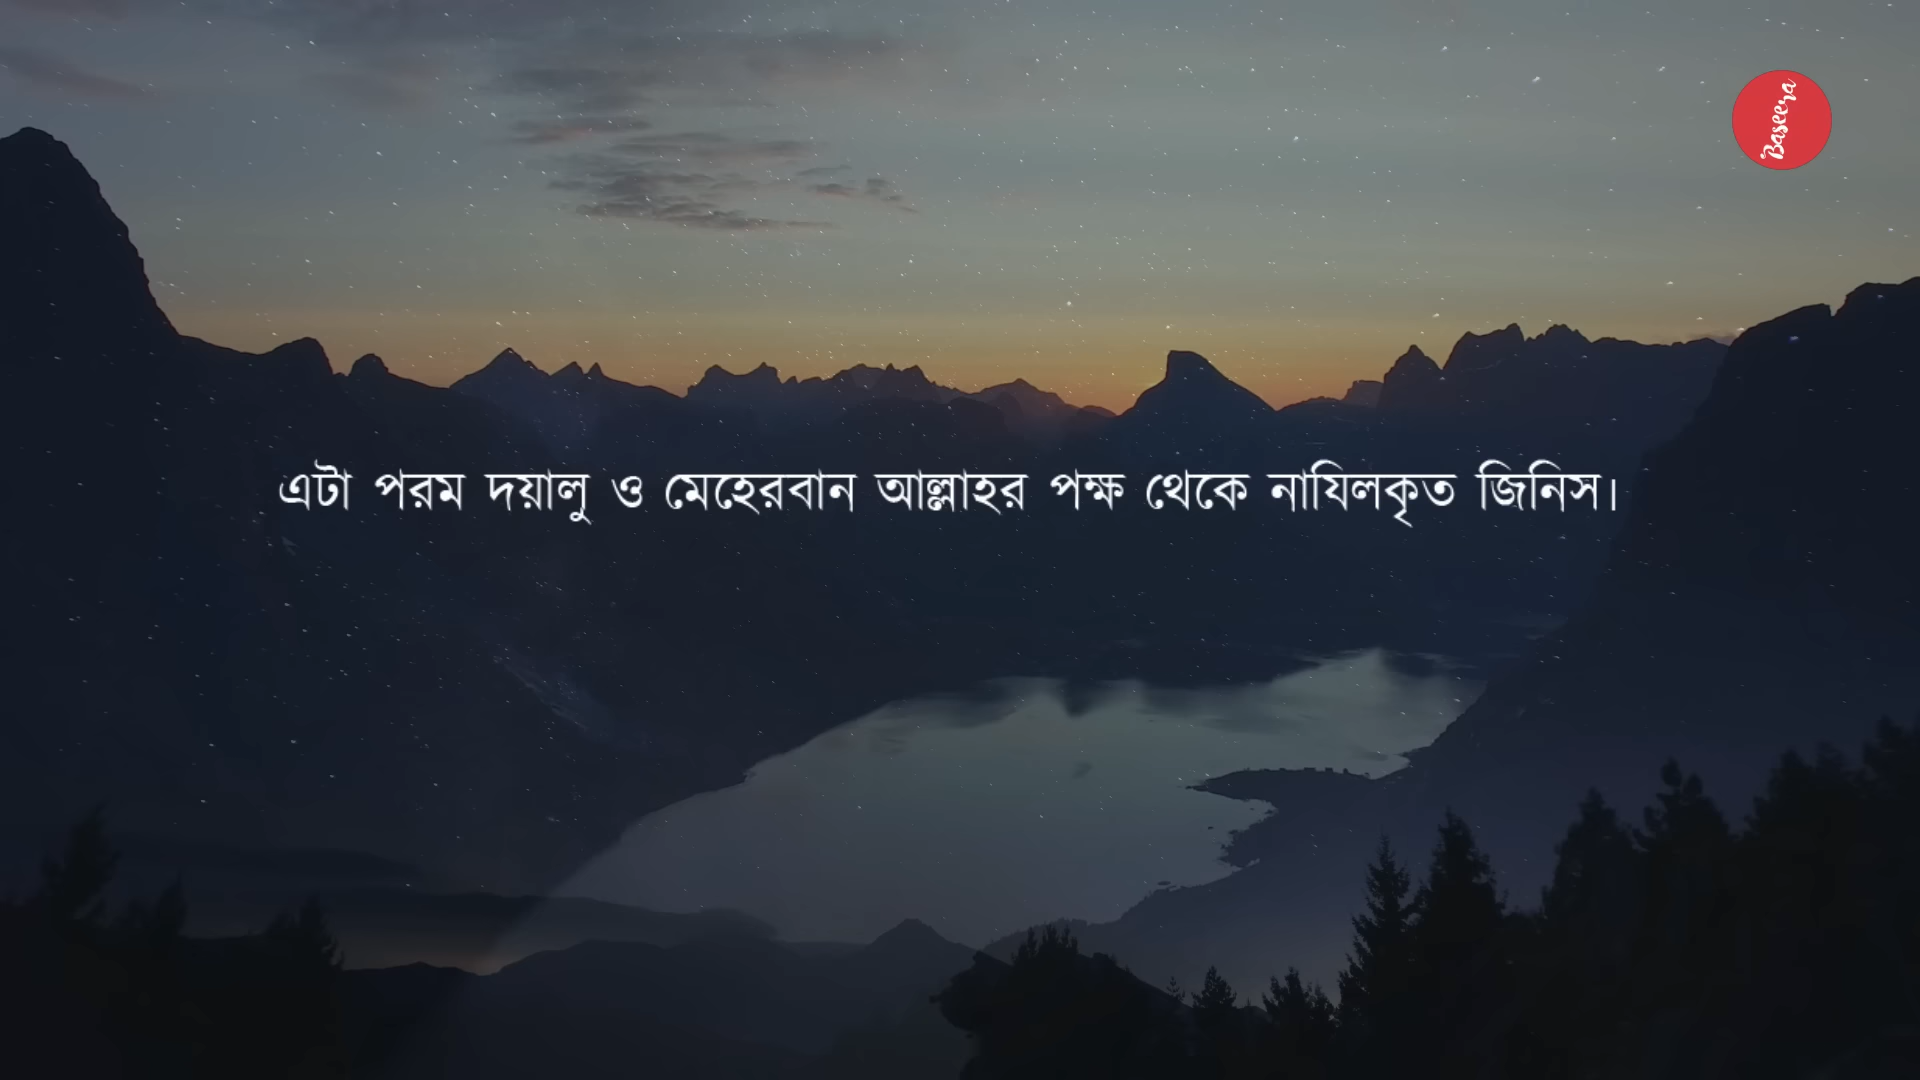 Baseera
এটা পরম দয়ালু ও মেহেরবান আল্লাহর পক্ষ থেকে নাযিলকৃত জিনিস।